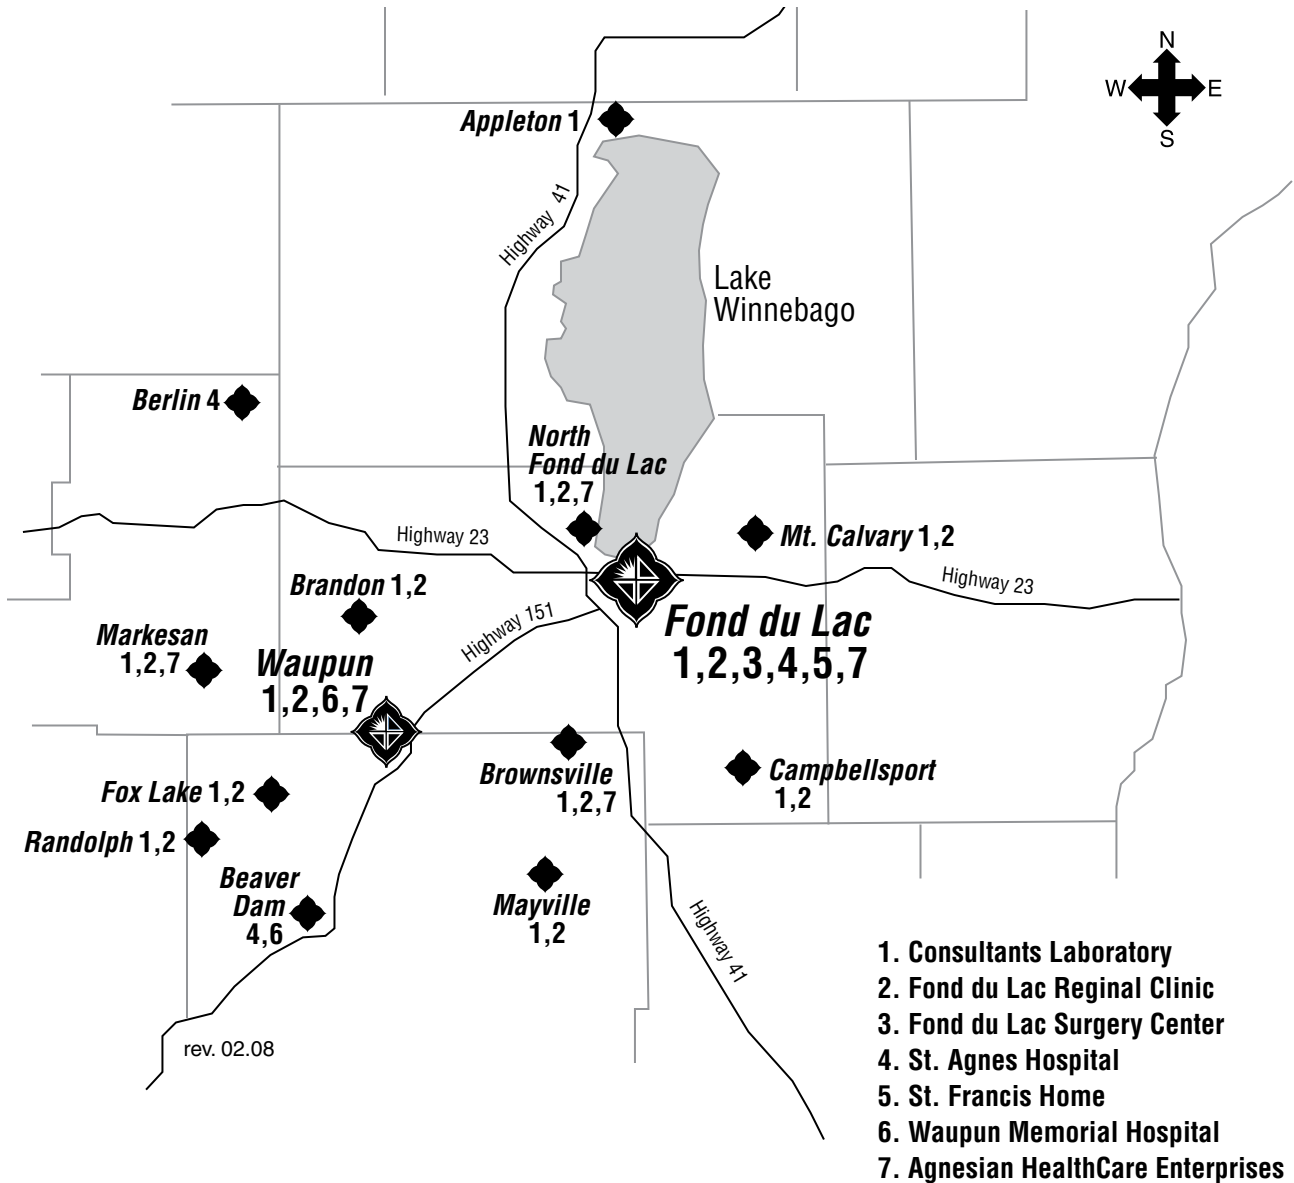 N
W E
S
Appleton 1
Highway 41
Lake
Winnebago
Berlin 4
North
Fond du Lac
1,2,7
Highway 23
Mt. Calvary 1,2
Highway 23
Brandon 1,2
Highway 151
Fond du Lac
1,2,3,4,5,7
Markesan
1,2,7
Waupun
1,2,6,7
Brownsville
1,2,7
Campbellsport
1,2
Fox Lake 1,2
Randolph 1,2
Beaver
Dam
4,6
Mayville
1,2
Highway 41
rev. 02.08
1. Consultants Laboratory
2. Fond du Lac Reginal Clinic
3. Fond du Lac Surgery Center
4. St. Agnes Hospital
5. St. Francis Home
6. Waupun Memorial Hospital
7. Agnesian HealthCare Enterprises